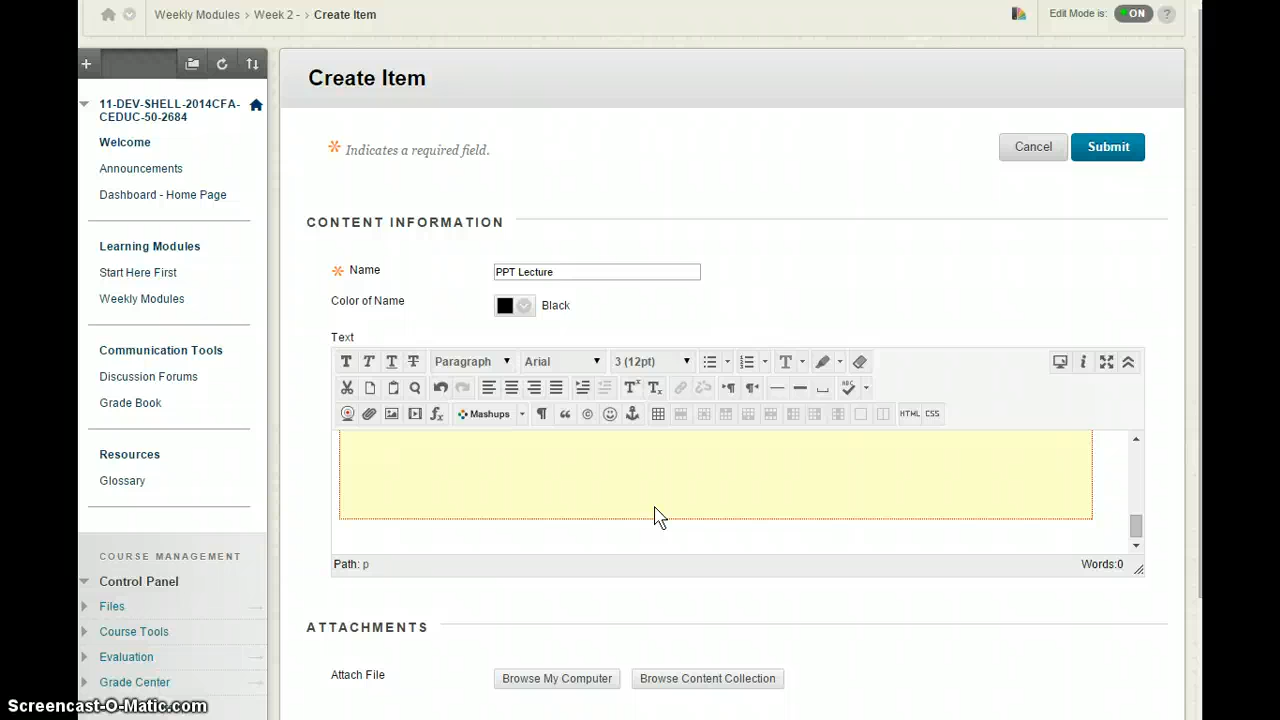 Weekly Modules > Week 2 - > Create Item
Edit Mode is: ON ?
11-DEV-SHELL-2014CFA-
CEDUC-50-2684
Welcome
Announcements
Dashboard - Home Page
Learning Modules
Start Here First
Weekly Modules
Communication Tools
Discussion Forums
Grade Book
Resources
Glossary
COURSE MANAGEMENT
Control Panel
Files
Course Tools
Evaluation
Grade Center
Create Item
* Indicates a required field.
Cancel Submit
CONTENT INFORMATION
* Name PPT Lecture
Color of Name Black
Text
T T T T Paragraph Arial 3 (12pt) T i
Tx Tx ABC
Mashups ¶ “ © HTML CSS
Path: p Words:0
ATTACHMENTS
Attach File Browse My Computer Browse Content Collection
Screencast-O-Matic.com